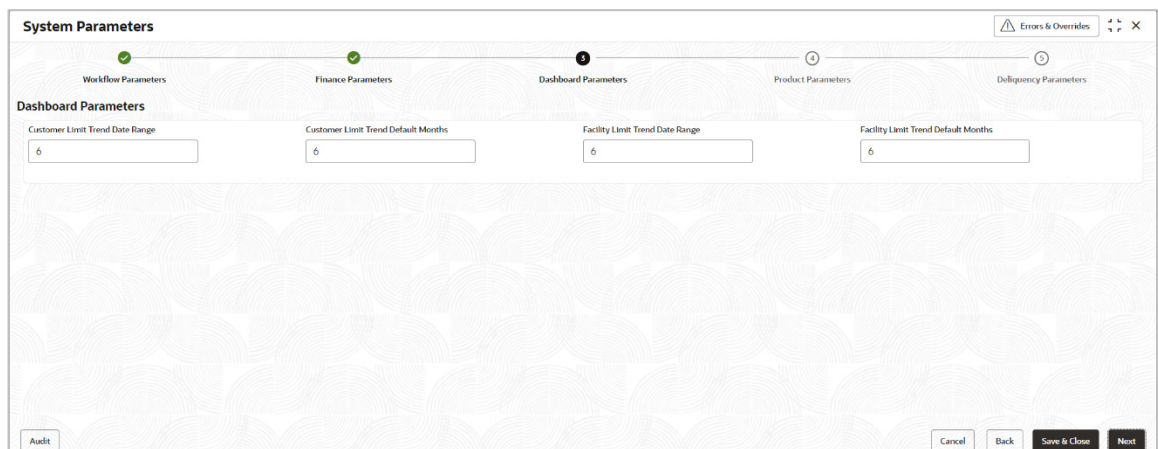 System Parameters
Errors & Overrides
3
4
5
Workflow Parameters
Finance Parameters
Dashboard Parameters
Product Parameters
Deliquency Parameters
Dashboard Parameters
Customer Limit Trend Date Range
Customer Limit Trend Default Months
Facility Limit Trend Date Range
Facility Limit Trend Default Months
6
6
6
6
Audit
Cancel
Back
Save & Close
Next